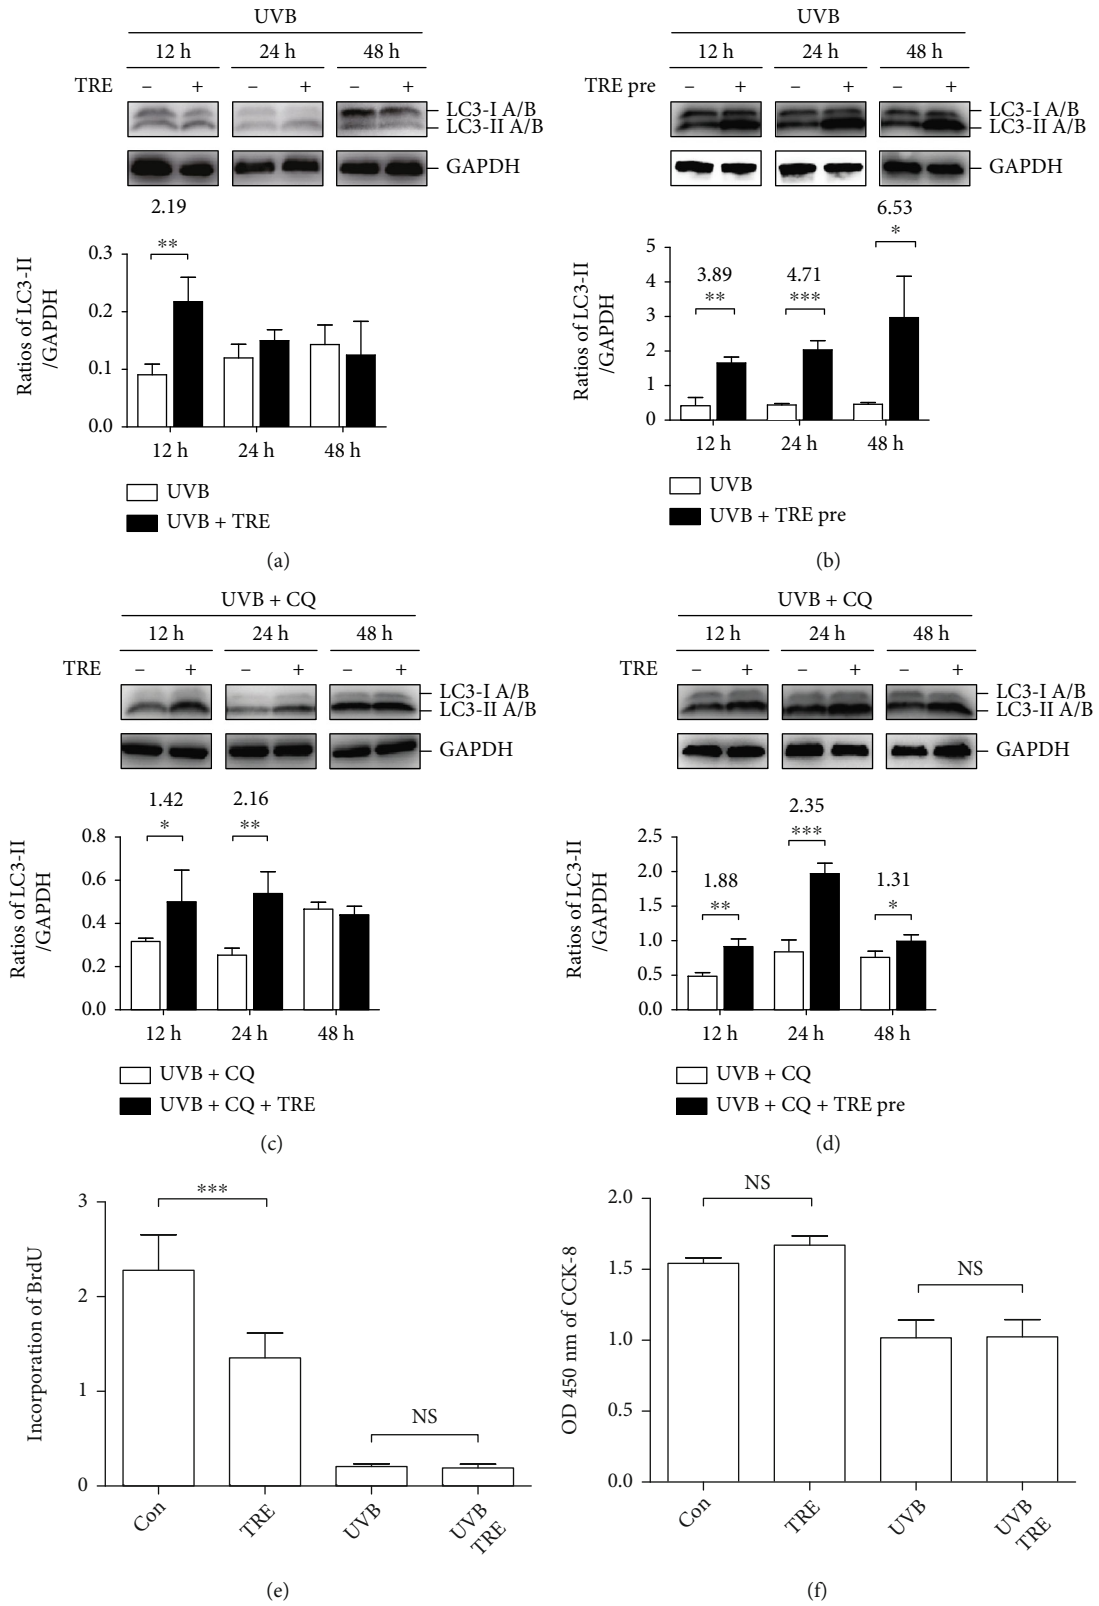 UVB
12 h 24 h 48 h
TRE – + – + – +
LC3-I A/B
LC3-II A/B
GAPDH
2.19
**
Ratios of LC3-II
/GAPDH
0.3
0.2
0.1
0.0
12 h 24 h 48 h
UVB
UVB + TRE
(a)
UVB
12 h 24 h 48 h
TRE pre – + – + – +
LC3-I A/B
LC3-II A/B
GAPDH
6.53
*
3.89 4.71
** ***
Ratios of LC3-II
/GAPDH
5
4
3
2
1
0
12 h 24 h 48 h
UVB
UVB + TRE pre
(b)
UVB + CQ
12 h 24 h 48 h
TRE – + – + – +
LC3-I A/B
LC3-II A/B
GAPDH
1.42 2.16
* **
Ratios of LC3-II
/GAPDH
0.8
0.6
0.4
0.2
0.0
12 h 24 h 48 h
UVB + CQ
UVB + CQ + TRE
(c)
UVB + CQ
12 h 24 h 48 h
TRE – + – + – +
LC3-I A/B
LC3-II A/B
GAPDH
2.35
***
1.88 1.31
** *
Ratios of LC3-II
/GAPDH
2.5
2.0
1.5
1.0
0.5
0.0
12 h 24 h 48 h
UVB + CQ
UVB + CQ + TRE pre
(d)
***
NS
Incorporation of BrdU
3
2
1
0
Con TRE UVB UVB
TRE
(e)
NS
NS
OD 450 nm of CCK-8
2.0
1.5
1.0
0.5
0.0
Con TRE UVB UVB
TRE
(f)